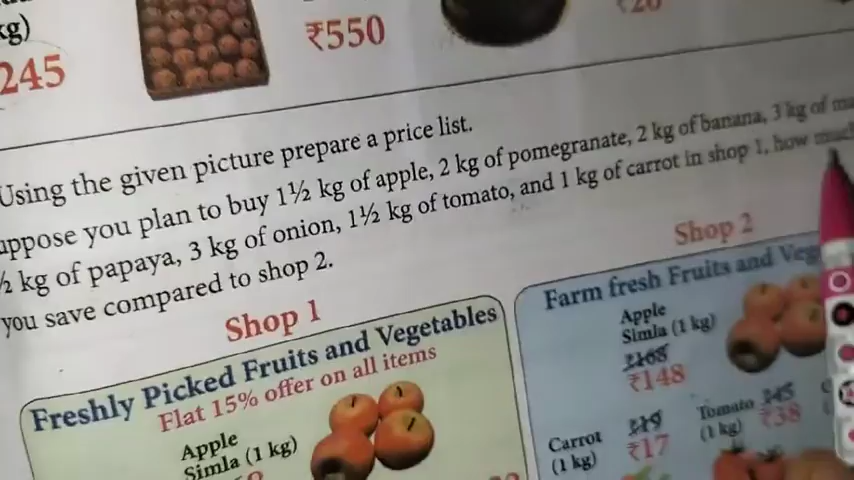 kg)
245
₹550
₹20
Using the given picture prepare a price list.
uppose you plan to buy 1½ kg of apple, 2 kg of pomegranate, 2 kg of banana, 3 kg of ma
½ kg of papaya, 3 kg of onion, 1½ kg of tomato, and 1 kg of carrot in shop 1, how much
you save compared to shop 2.
Shop 1
Freshly Picked Fruits and Vegetables
Flat 15% offer on all items
Apple
Simla (1 kg)
Shop 2
Farm fresh Fruits and Veg
Apple
Simla (1 kg)
₹168
₹148
Carrot
(1 kg)
₹19
₹17
Tomato
(1 kg)
₹45
₹38